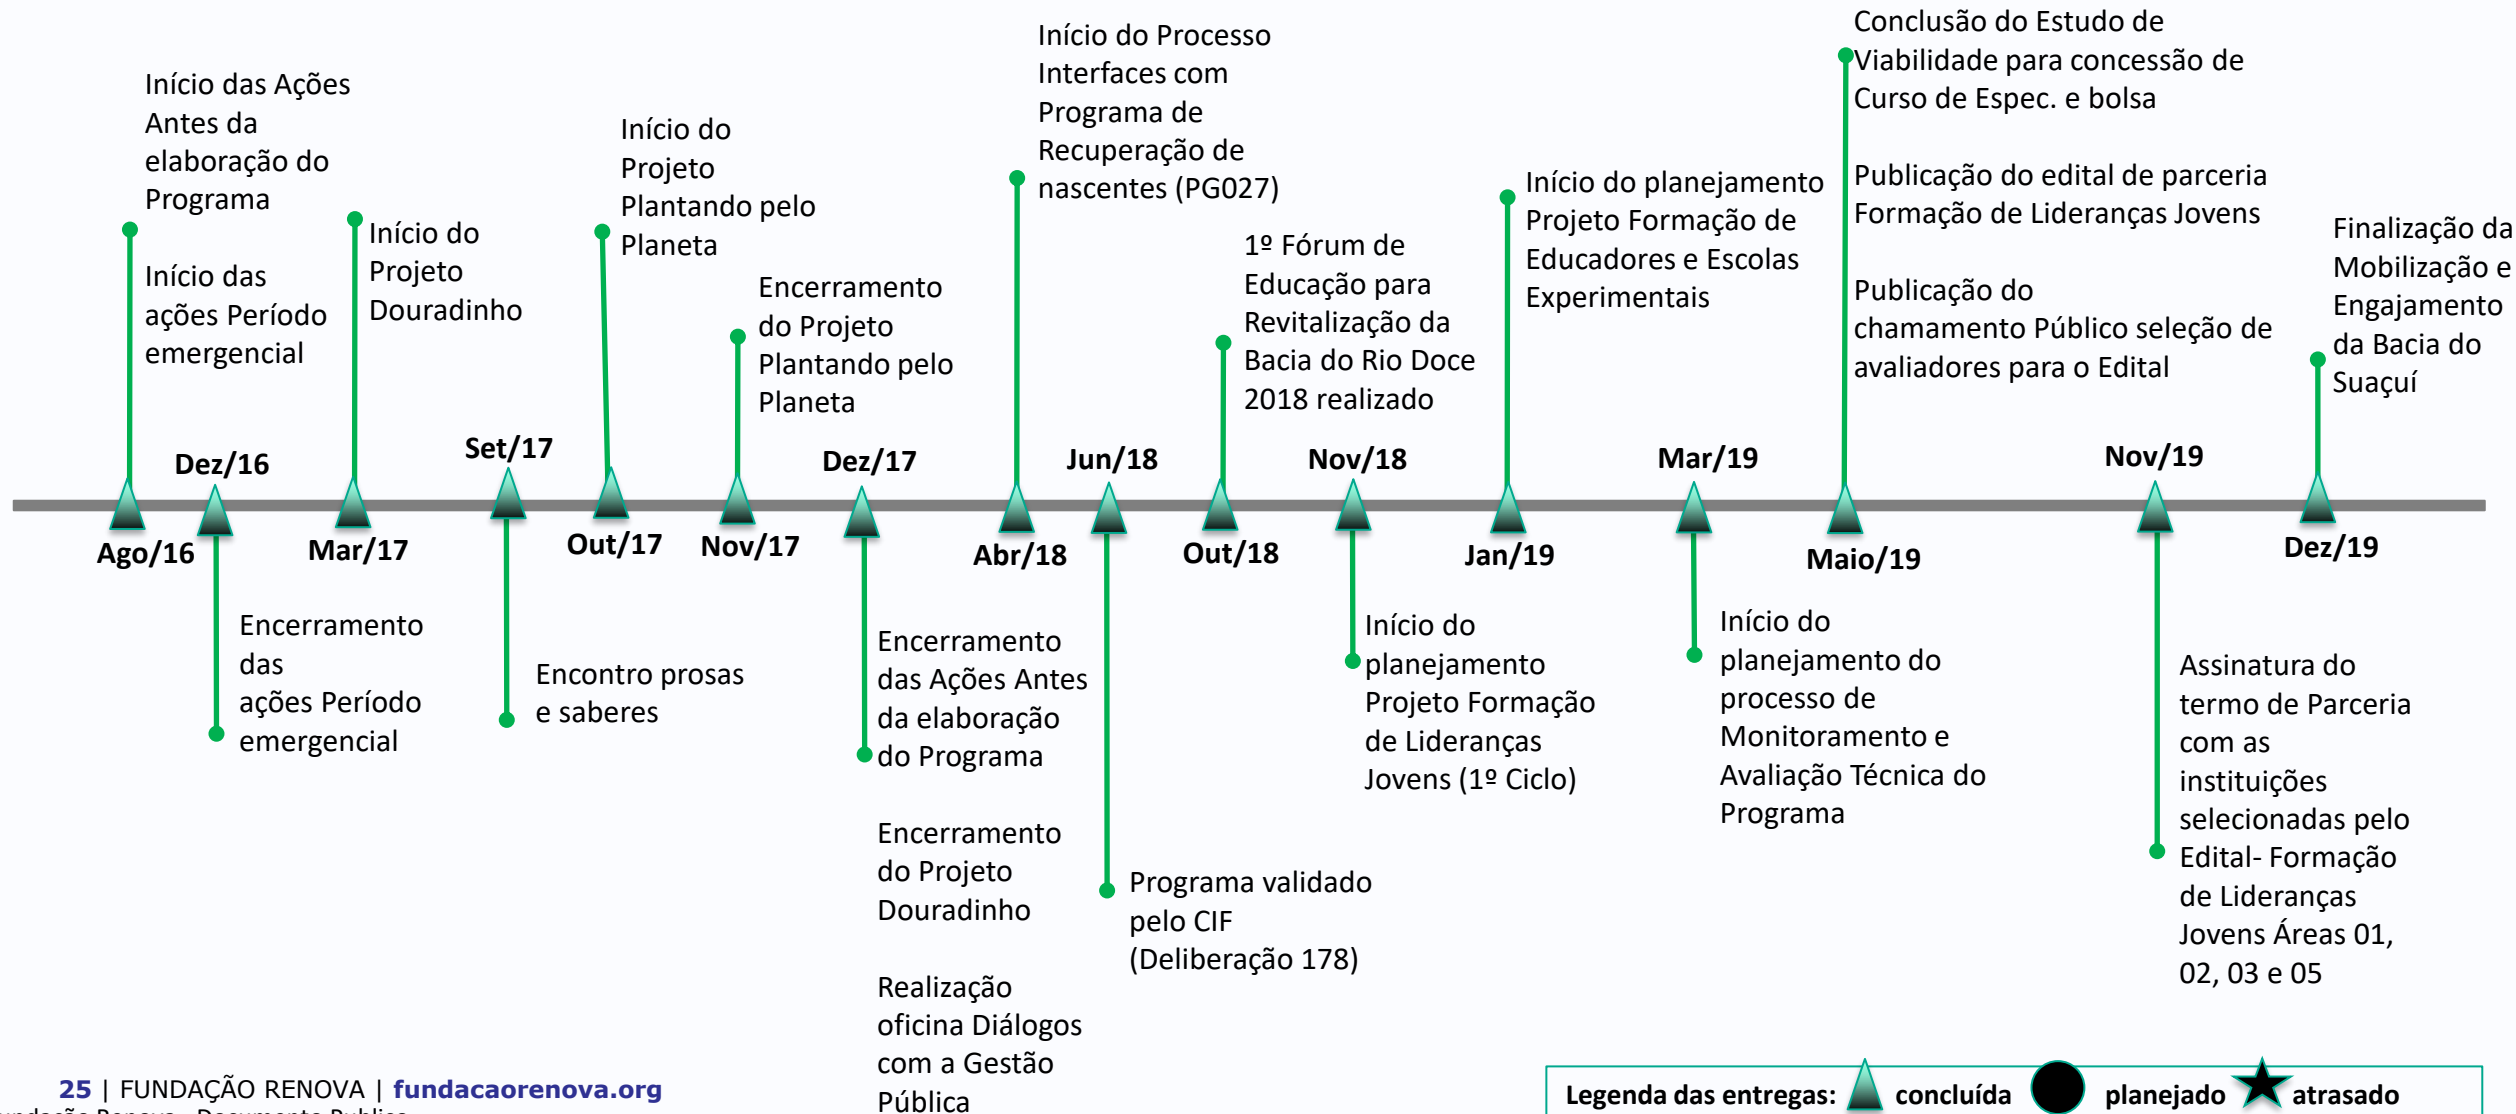 Início das Ações
Antes da
elaboração do
Programa
Início das
ações Período
emergencial
Ago/16
Dez/16
Encerramento
das
ações Período
emergencial
Início do
Projeto
Douradinho
Mar/17
Set/17
Encontro prosas
e saberes
Início do
Projeto
Plantando pelo
Planeta
Out/17
Encerramento
do Projeto
Plantando pelo
Planeta
Nov/17
Dez/17
Encerramento
das Ações Antes
da elaboração
do Programa
Encerramento
do Projeto
Douradinho
Realização
oficina Diálogos
com a Gestão
Pública
Início do Processo
Interfaces com
Programa de
Recuperação de
nascentes (PG027)
Abr/18
Jun/18
Programa validado
pelo CIF
(Deliberação 178)
1º Fórum de
Educação para
Revitalização da
Bacia do Rio Doce
2018 realizado
Out/18
Nov/18
Início do
planejamento
Projeto Formação
de Lideranças
Jovens (1º Ciclo)
Início do planejamento
Projeto Formação de
Educadores e Escolas
Experimentais
Jan/19
Mar/19
Início do
planejamento do
processo de
Monitoramento e
Avaliação Técnica do
Programa
Conclusão do Estudo de
Viabilidade para concessão de
Curso de Espec. e bolsa
Publicação do edital de parceria
Formação de Lideranças Jovens
Publicação do
chamamento Público seleção de
avaliadores para o Edital
Maio/19
Nov/19
Assinatura do
termo de Parceria
com as
instituições
selecionadas pelo
Edital- Formação
de Lideranças
Jovens Áreas 01,
02, 03 e 05
Finalização da
Mobilização e
Engajamento
da Bacia do
Suaçuí
Dez/19
25 | FUNDAÇÃO RENOVA | fundacaorenova.org
Legenda das entregas: concluída planejado atrasado